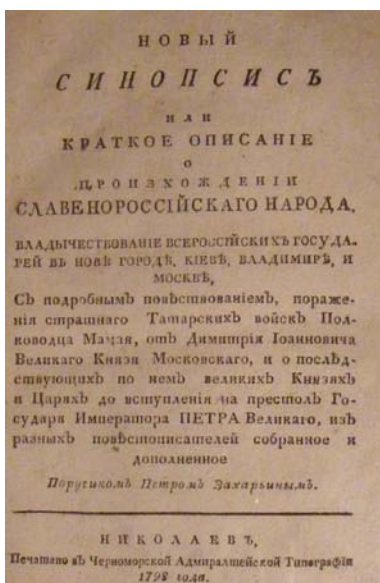 НОВЫЙ
СИНОПСИСЪ
ИЛИ
КРАТКОЕ ОПИСАНІЕ
О
ПРОИЗХОЖДЕНІИ
СЛАВЕНОРОССІЙСКАГО НАРОДА,
ВЛАДЫЧЕСТВОВАНІЕ ВСЕРОССІЙСКИХЪ ГОСУДА-
РЕЙ ВЪ НОВѢ ГОРОДѢ, КІЕВѢ, ВЛАДИМИРѢ, И
МОСКВѢ,
Съ подробнымъ повѣствованіемъ, пораже-
нія страшнаго Татарскихъ войскъ Пол-
ководца Мамая, отъ Димитрія Іоанновича
Великаго Князя Московскаго, и о послѣд-
ствующихъ по немъ великихъ Князяхъ
и Царяхъ до вступленія на престолъ Го-
сударя Императора ПЕТРА Великаго, изъ
разныхъ повѣстописателей собранное и
дополненное
Поручикомъ Петромъ Захарьинымъ.
НИКОЛАЕВЪ,
Печатано въ Черноморской Адмиралтейской Типографіи
1798 года.